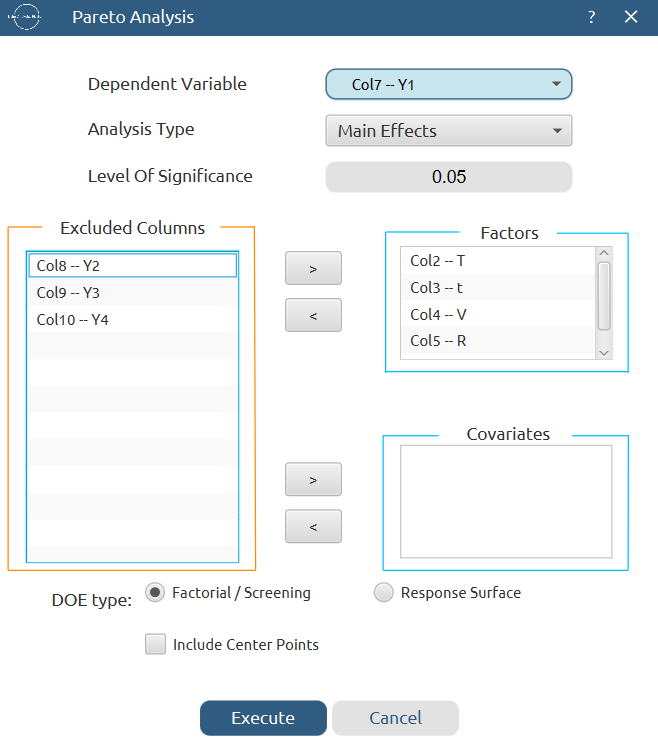 Pareto Analysis
?
Dependent Variable
Col7 -- Y1
Analysis Type
Main Effects
Level Of Significance
0.05
Excluded Columns
Col8 -- Y2
Col9 -- Y3
Col10 -- Y4
>
<
Factors
Col2 -- T
Col3 -- t
Col4 -- V
Col5 -- R
>
<
Covariates
DOE type:
Factorial / Screening
Response Surface
Include Center Points
Execute
Cancel